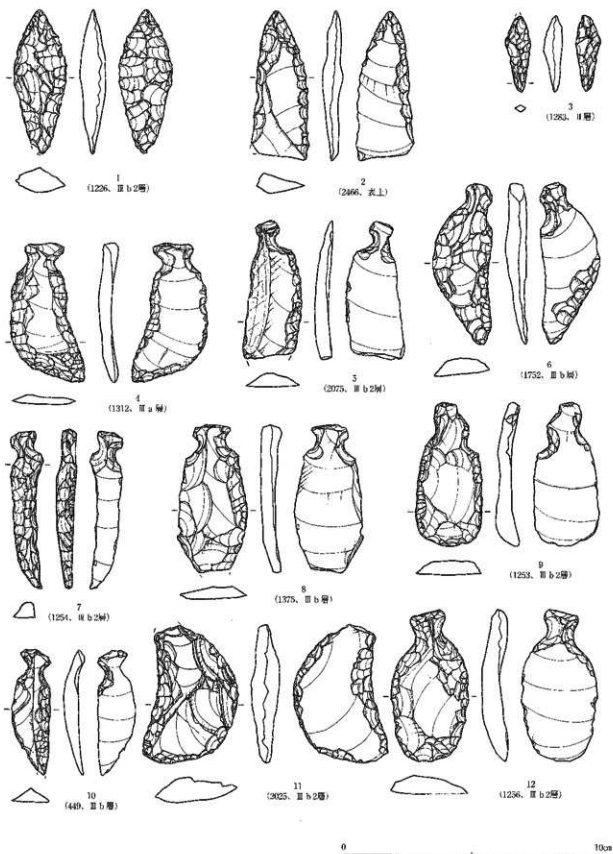 1
(1226、Ⅲb2層)
2
(2466、表上)
3
(1283、Ⅱ層)
4
(1312、Ⅲa層)
5
(2075、Ⅲb2層)
6
(1752、Ⅲb層)
7
(1254、Ⅲb2層)
8
(1375、Ⅲb層)
9
(1253、Ⅲb2層)
10
(449、Ⅲb層)
11
(2025、Ⅲb2層)
12
(1256、Ⅲb2層)
0 10cm